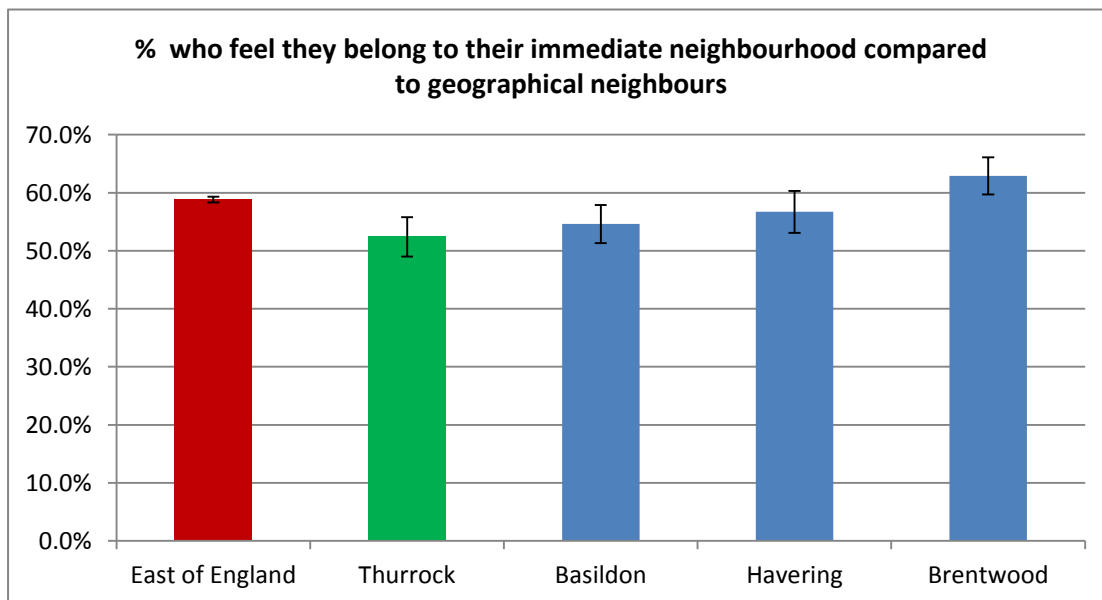 % who feel they belong to their immediate neighbourhood compared
to geographical neighbours
70.0%
60.0%
50.0%
40.0%
30.0%
20.0%
10.0%
0.0%
East of England Thurrock Basildon Havering Brentwood